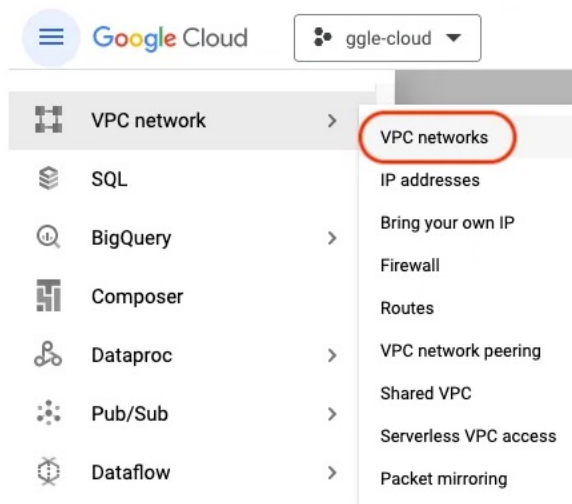 Google Cloud
ggle-cloud
VPC network
SQL
BigQuery
Composer
Dataproc
Pub/Sub
Dataflow
VPC networks
IP addresses
Bring your own IP
Firewall
Routes
VPC network peering
Shared VPC
Serverless VPC access
Packet mirroring